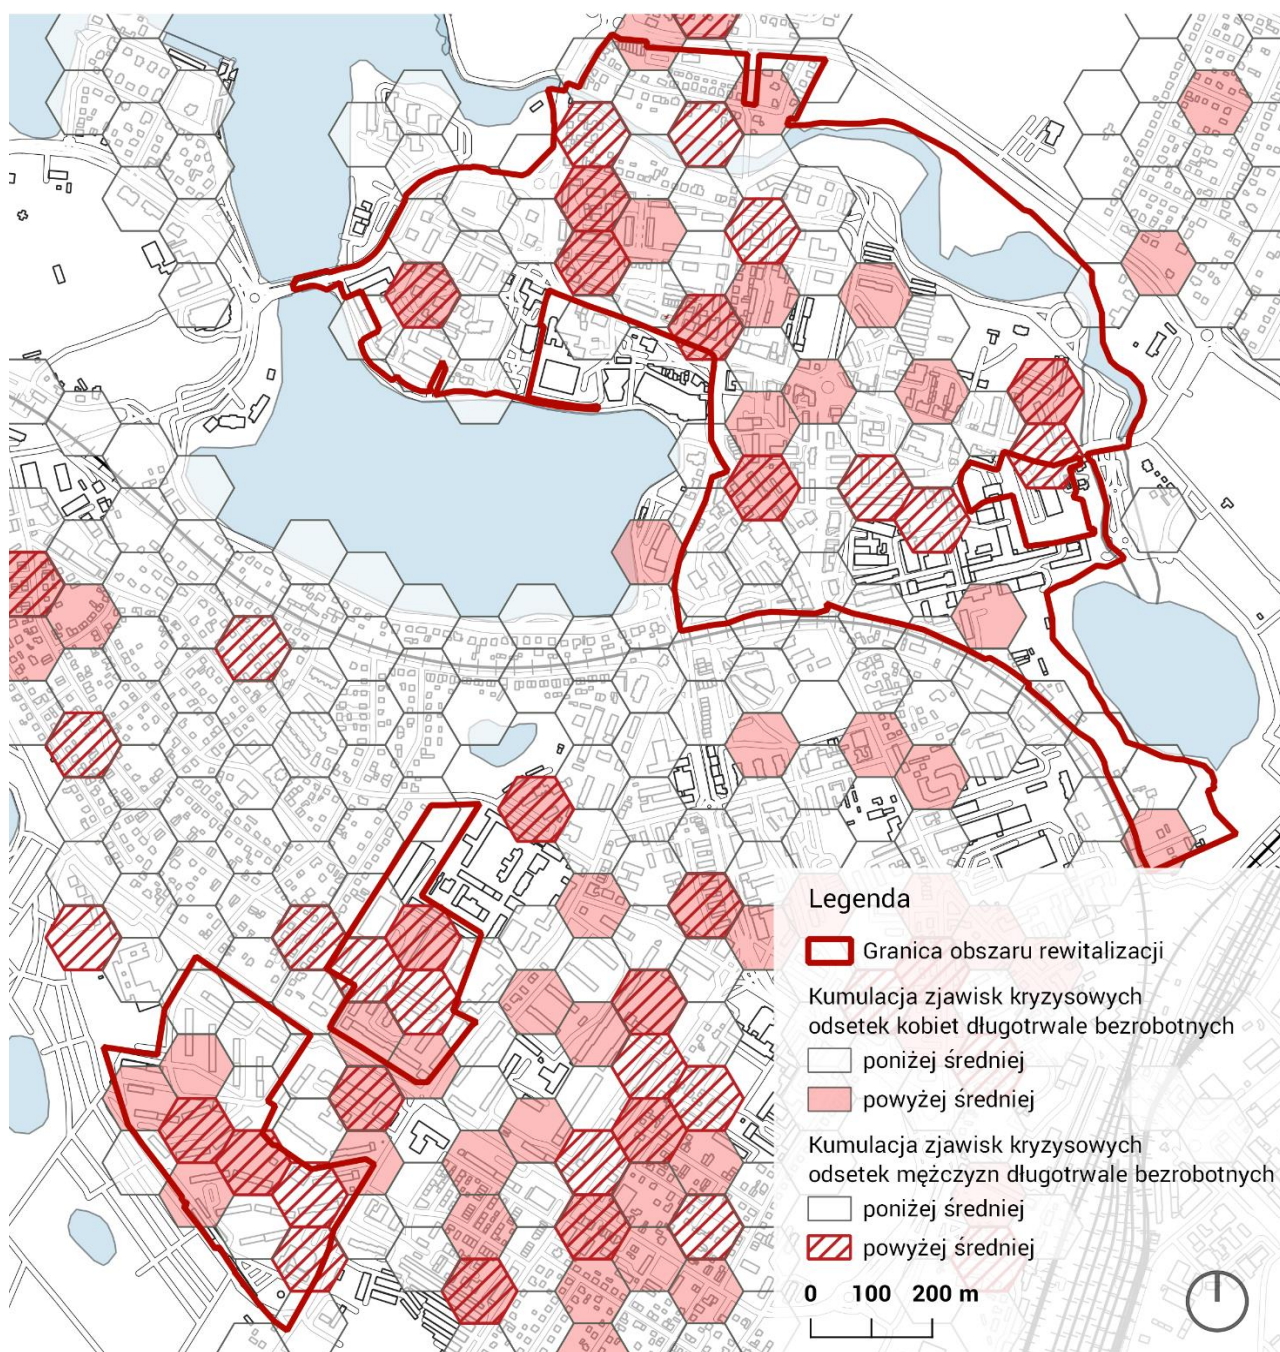 Legenda
Granica obszaru rewitalizacji
Kumulacja zjawisk kryzysowych
odsetek kobiet długotrwale bezrobotnych
poniżej średniej
powyżej średniej
Kumulacja zjawisk kryzysowych
odsetek mężczyzn długotrwale bezrobotnych
poniżej średniej
powyżej średniej
0 100 200 m